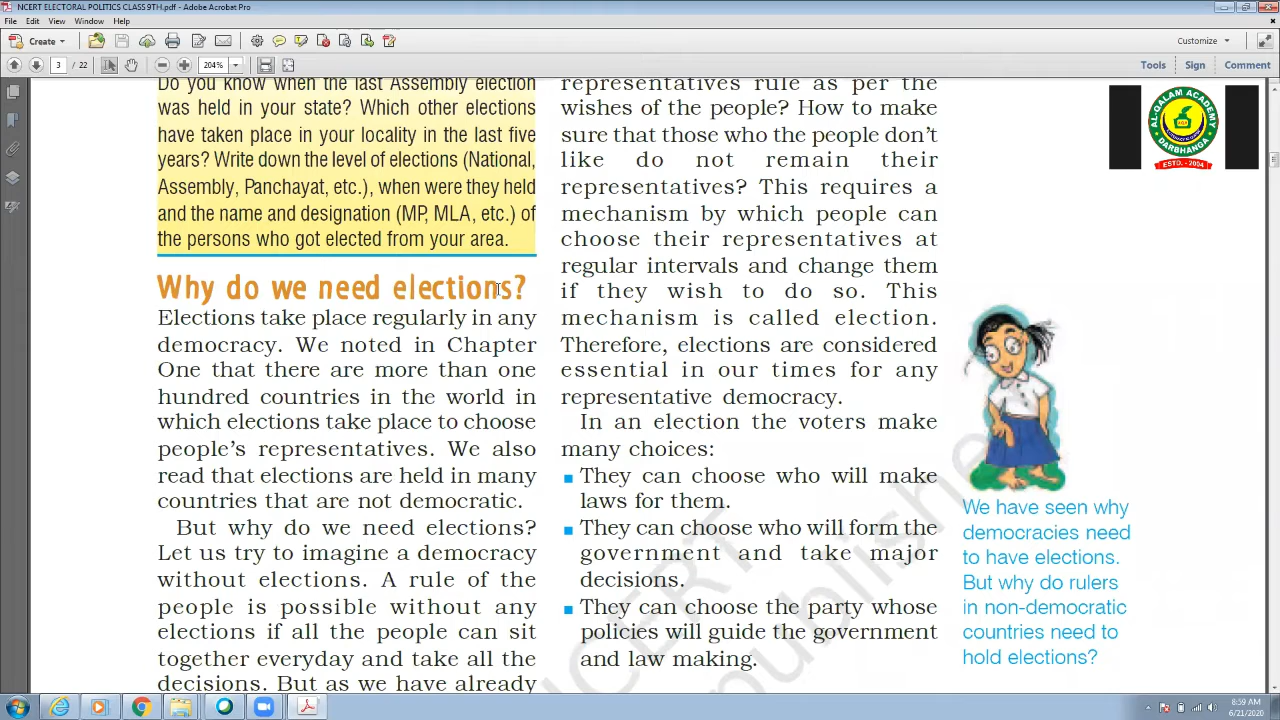 NCERT ELECTORAL POLITICS CLASS 9TH.pdf - Adobe Acrobat Pro
File Edit View Window Help
Create
Customize
3 / 22
204%
Tools Sign Comment
Do you know when the last Assembly election
was held in your state? Which other elections
have taken place in your locality in the last five
years? Write down the level of elections (National,
Assembly, Panchayat, etc.), when were they held
and the name and designation (MP, MLA, etc.) of
the persons who got elected from your area.
Why do we need elections?
Elections take place regularly in any
democracy. We noted in Chapter
One that there are more than one
hundred countries in the world in
which elections take place to choose
people's representatives. We also
read that elections are held in many
countries that are not democratic.
But why do we need elections?
Let us try to imagine a democracy
without elections. A rule of the
people is possible without any
elections if all the people can sit
together everyday and take all the
decisions. But as we have already
representatives rule as per the
wishes of the people? How to make
sure that those who the people don't
like do not remain their
representatives? This requires a
mechanism by which people can
choose their representatives at
regular intervals and change them
if they wish to do so. This
mechanism is called election.
Therefore, elections are considered
essential in our times for any
representative democracy.
In an election the voters make
many choices:
They can choose who will make
laws for them.
They can choose who will form the
government and take major
decisions.
They can choose the party whose
policies will guide the government
and law making.
AL-QALAM ACADEMY
DARBHANGA
ESTD. - 2004
We have seen why
democracies need
to have elections.
But why do rulers
in non-democratic
countries need to
hold elections?
NCERT
publishe
8:59 AM
6/21/2020